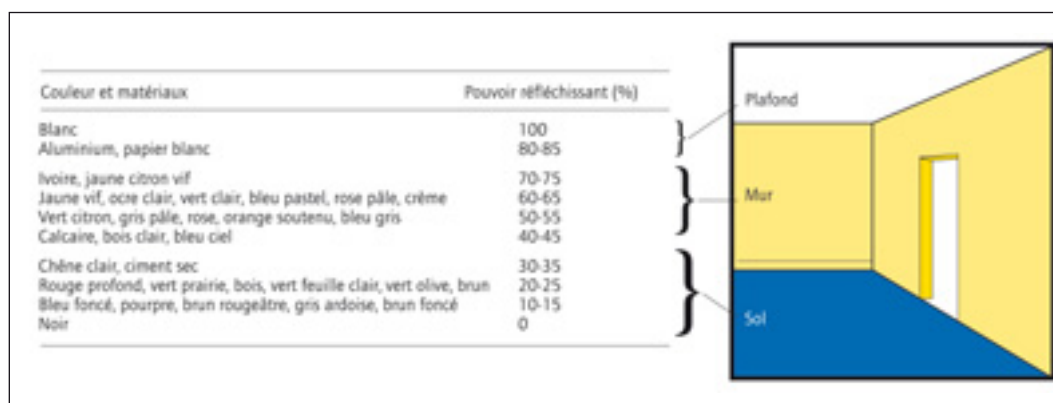 Couleur et matériaux Pouvoir réfléchissant (%)
Blanc 100
Aluminium, papier blanc 80-85
Ivoire, jaune citron vif 70-75
Jaune vif, ocre clair, vert clair, bleu pastel, rose pâle, crème 60-65
Vert citron, gris pâle, rose, orange soutenu, bleu gris 50-55
Calcaire, bois clair, bleu ciel 40-45
Chêne clair, ciment sec 30-35
Rouge profond, vert prairie, bois, vert feuille clair, vert olive, brun 20-25
Bleu foncé, pourpre, brun rougeâtre, gris ardoise, brun foncé 10-15
Noir 0
Plafond
Mur
Sol